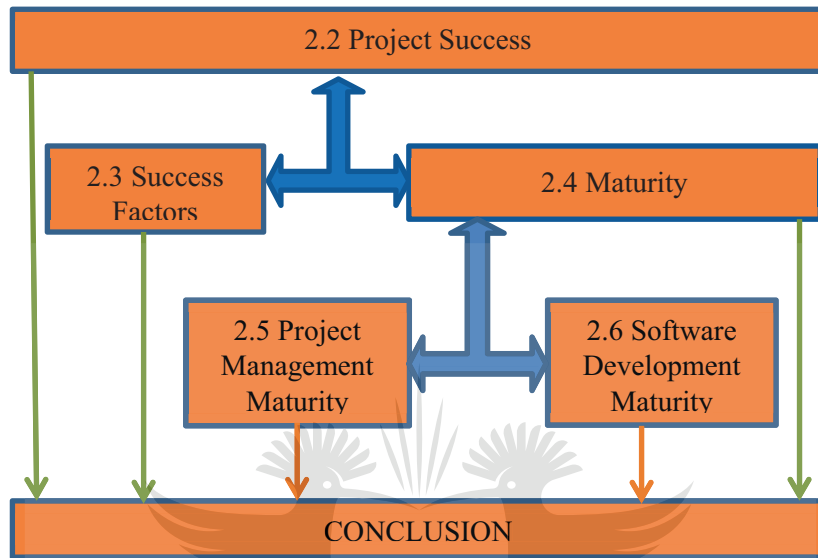 2.2 Project Success
2.3 Success
Factors
2.4 Maturity
2.5 Project
Management
Maturity
2.6 Software
Development
Maturity
CONCLUSION